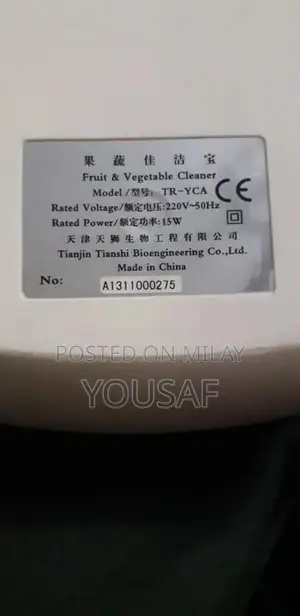 果蔬佳洁宝
Fruit & Vegetable Cleaner
Model/型号: TR-YCA
CE
Rated Voltage/额定电压:220V~50Hz
Rated Power/额定功率:15W
天津天狮生物工程有限公司
Tianjin Tianshi Bioengineering Co.,Ltd.
Made in China
No: A1311000275
POSTED ON MILAY
YOUSAF